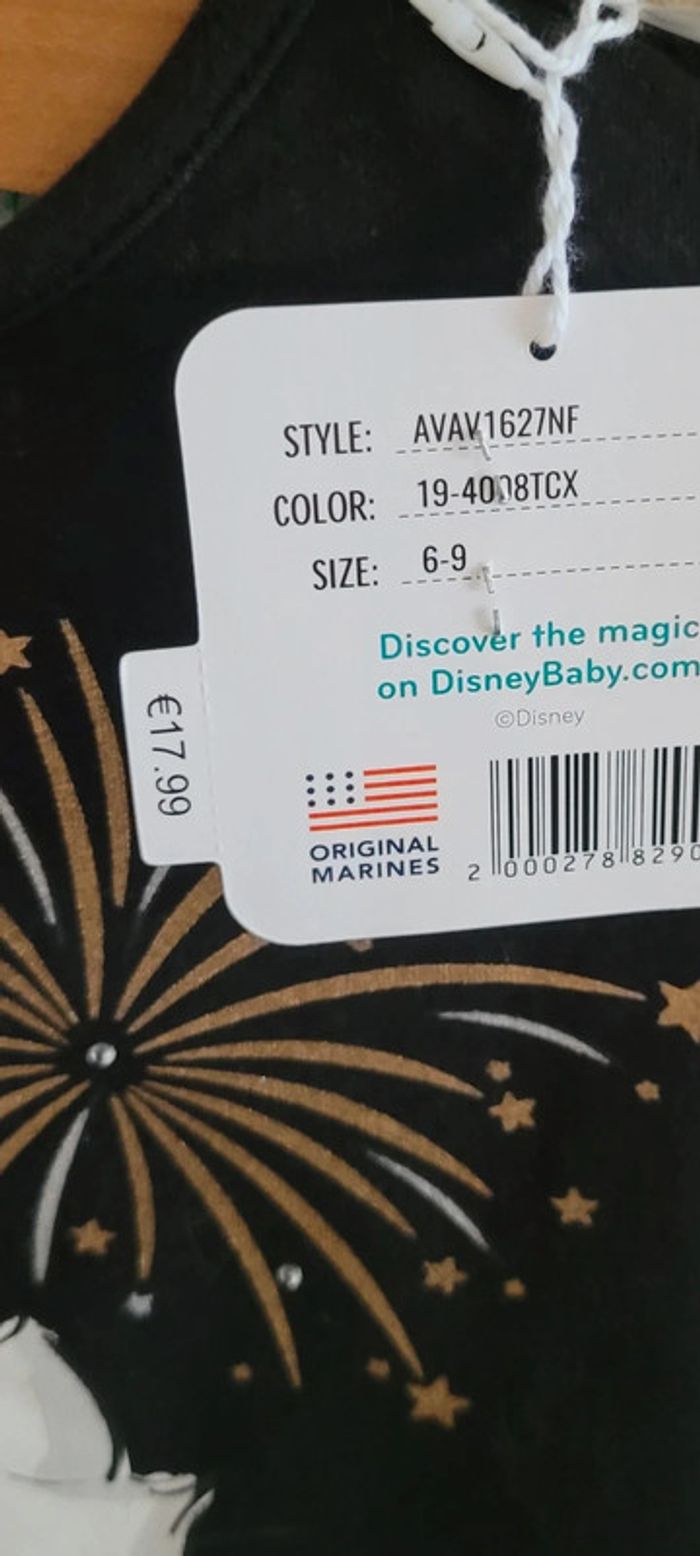 STYLE: AVAV1627NF
COLOR: 19-4008TCX
SIZE: 6-9
Discover the magic
on DisneyBaby.com
©Disney
€17.99
ORIGINAL
MARINES
2 000278 8290